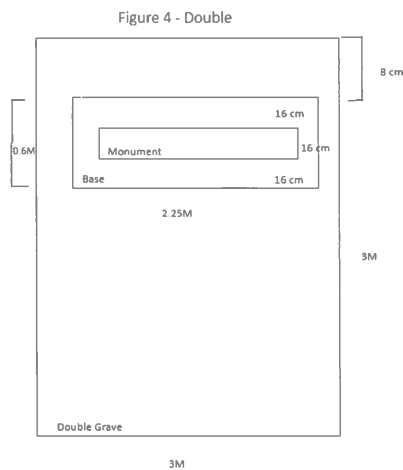 Figure 4 - Double
8 cm
16 cm
0 6M
Monument
16 cm
Base
16 cm
2.25M
3M
Double Grave
3M